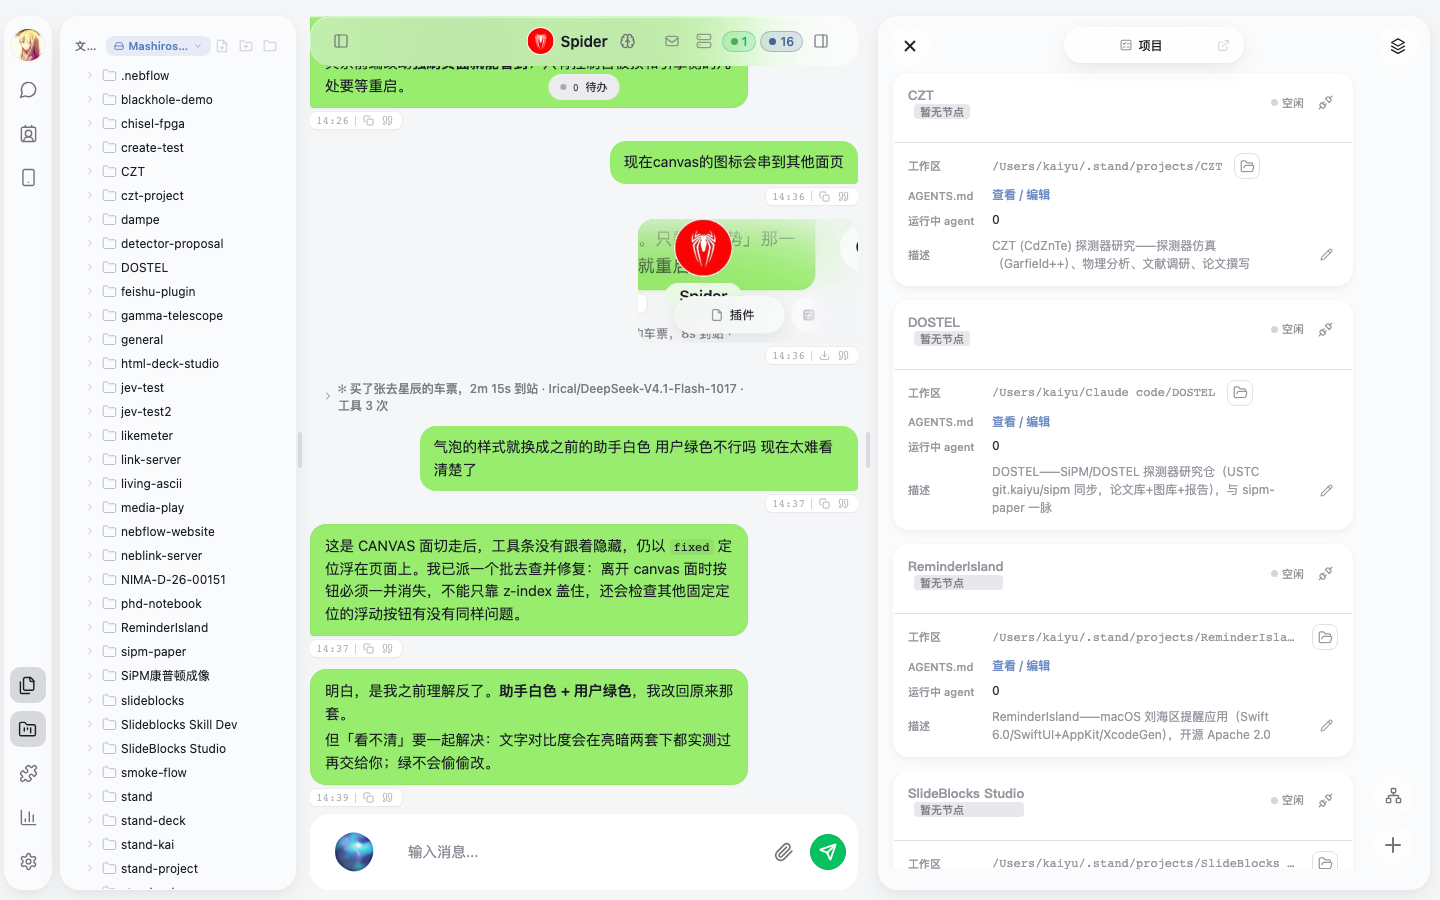 文...
Mashiros...
.nebflow
blackhole-demo
chisel-fpga
create-test
CZT
czt-project
dampe
detector-proposal
DOSTEL
feishu-plugin
gamma-telescope
general
html-deck-studio
jev-test
jev-test2
likemeter
link-server
living-ascii
media-play
nebflow-website
neblink-server
NIMA-D-26-00151
phd-notebook
ReminderIsland
sipm-paper
SiPM康普顿成像
slideblocks
Slideblocks Skill Dev
SlideBlocks Studio
smoke-flow
stand
stand-deck
stand-kai
stand-project
Spider
1
16
0 待办
处要等重启。
14:26
现在canvas的图标会串到其他面页
14:36
Spider
插件
14:36
买了张去星辰的车票，2m 15s 到站 · lrical/DeepSeek-V4.1-Flash-1017 ·
工具 3 次
气泡的样式就换成之前的助手白色 用户绿色不行吗 现在太难看
清楚了
14:37
这是 CANVAS 面切走后，工具条没有跟着隐藏，仍以 fixed 定
位浮在页面上。我已派一个批去查并修复：离开 canvas 面时按
钮必须一并消失，不能只靠 z-index 盖住，还会检查其他固定定
位的浮动按钮有没有同样问题。
14:37
明白，是我之前理解反了。助手白色 + 用户绿色，我改回原来那
套。
但「看不清」要一起解决：文字对比度会在亮暗两套下都实测过
再交给你；绿不会偷偷改。
14:39
输入消息...
项目
CZT
暂无节点
空闲
工作区 /Users/kaiyu/.stand/projects/CZT
AGENTS.md 查看 / 编辑
运行中 agent 0
描述 CZT (CdZnTe) 探测器研究——探测器仿真
（Garfield++）、物理分析、文献调研、论文撰写
DOSTEL
暂无节点
空闲
工作区 /Users/kaiyu/Claude code/DOSTEL
AGENTS.md 查看 / 编辑
运行中 agent 0
描述 DOSTEL——SiPM/DOSTEL 探测器研究仓（USTC
git.kaiyu/sipm 同步，论文库+图库+报告），与 sipm-
paper 一脉
ReminderIsland
暂无节点
空闲
工作区 /Users/kaiyu/.stand/projects/ReminderIsla…
AGENTS.md 查看 / 编辑
运行中 agent 0
描述 ReminderIsland——macOS 刘海区提醒应用（Swift
6.0/SwiftUI+AppKit/XcodeGen），开源 Apache 2.0
SlideBlocks Studio
暂无节点
空闲
工作区 /Users/kaiyu/.stand/projects/SlideBlocks …